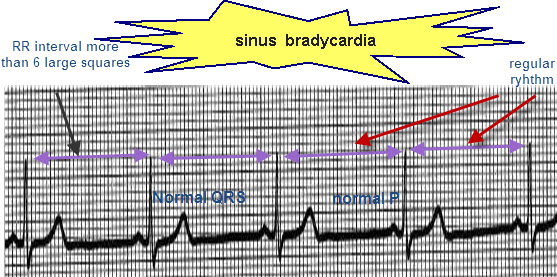 sinus bradycardia
RR interval more
than 6 large squares
regular
ryhthm
Normal QRS
normal P